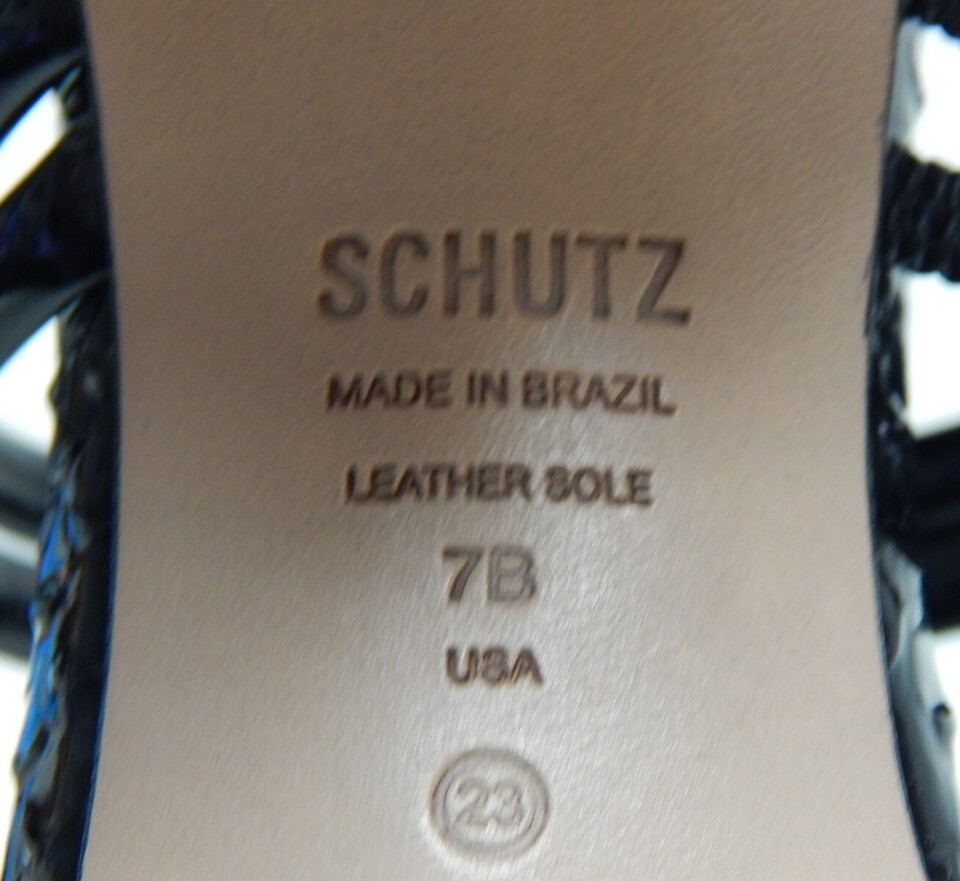 SCHUTZ
MADE IN BRAZIL
LEATHER SOLE
7B
USA
23